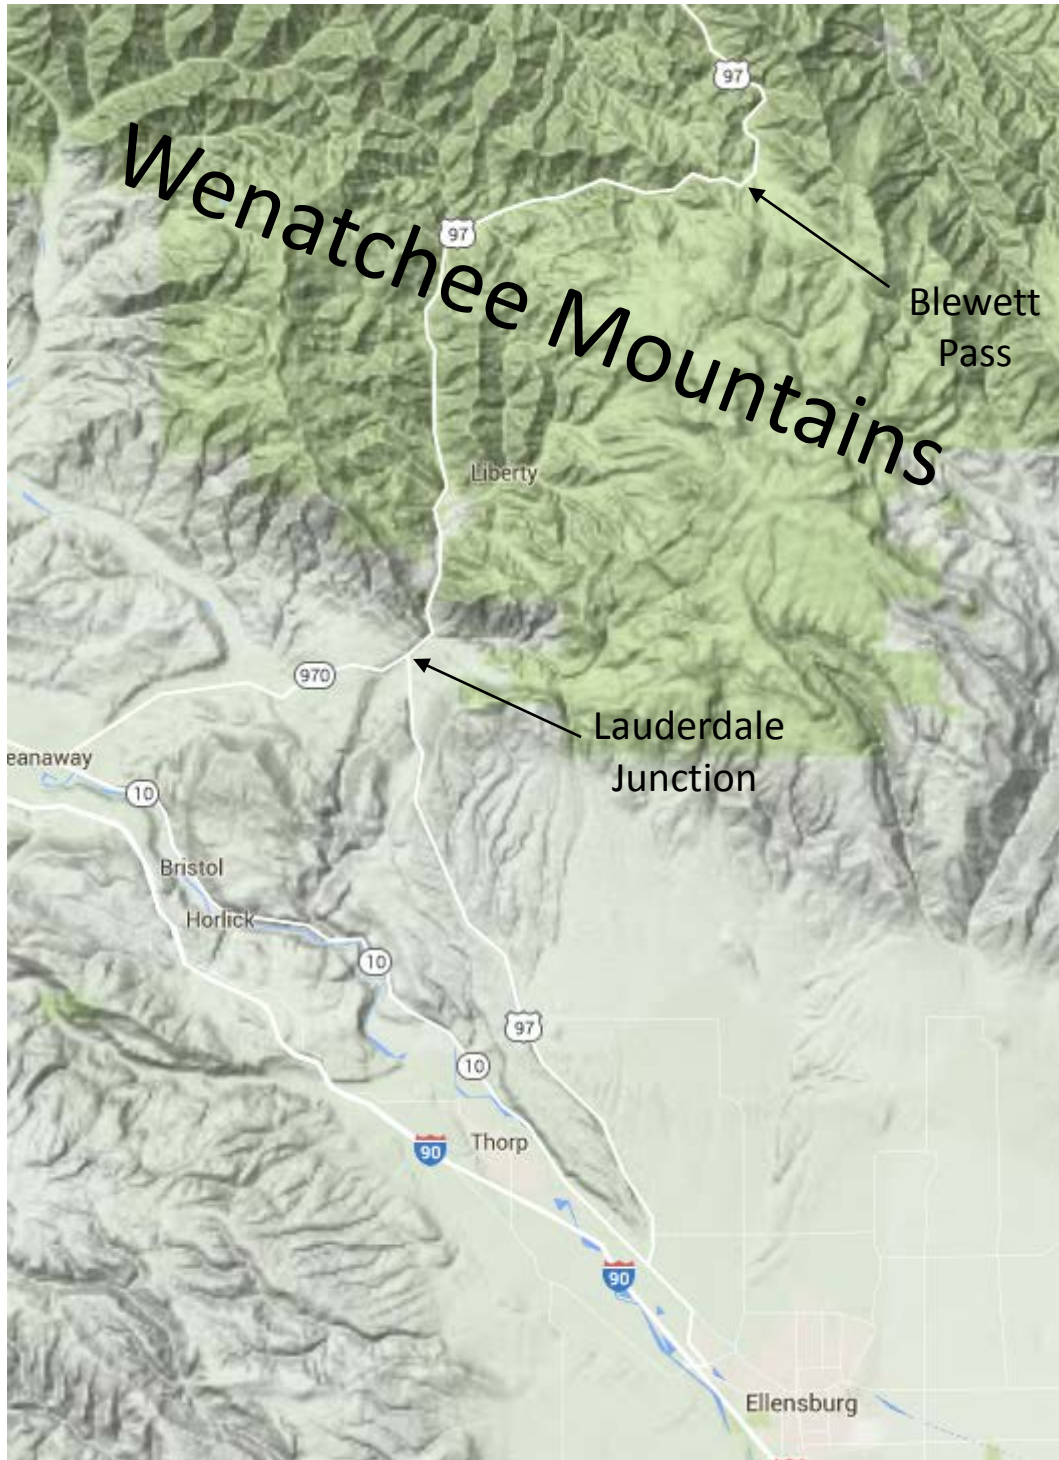 97
Wenatchee Mountains
97
Blewett
Pass
Liberty
970
Lauderdale
Junction
eanaway
10
Bristol
Horlick
10
97
10
Thorp
90
90
Ellensburg